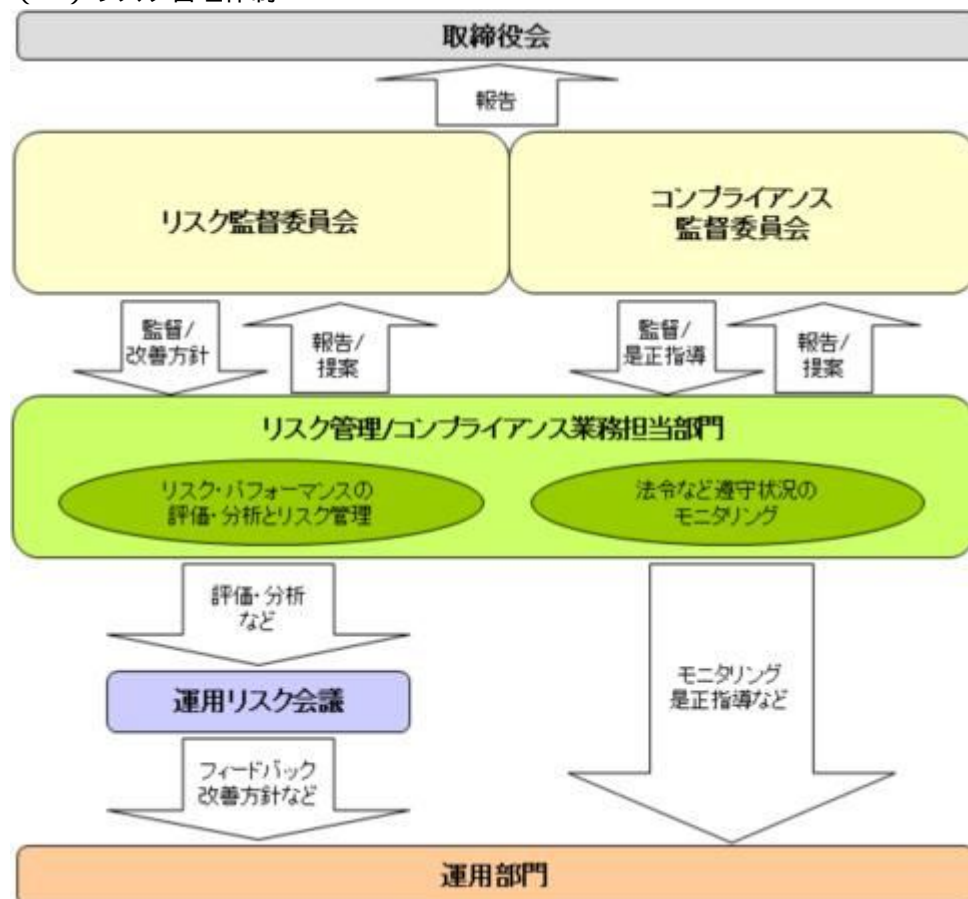 取締役会
報告
リスク監督委員会
コンプライアンス
監督委員会
監督/
改善方針
報告/
提案
監督/
是正指導
報告/
提案
リスク管理/コンプライアンス業務担当部門
リスク・パフォーマンスの
評価・分析とリスク管理
法令など遵守状況の
モニタリング
評価・分析
など
運用リスク会議
モニタリング
是正指導など
フィードバック
改善方針など
運用部門